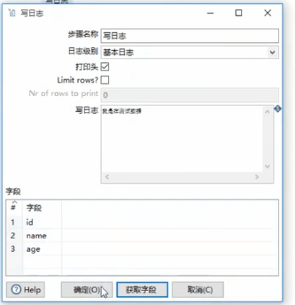 写日志
步骤名称 写日志
日志级别 基本日志
打印头
Limit rows?
Nr of rows to print 0
写日志
字段
# 字段
1 id
2 name
3 age
Help 确定(O) 获取字段 取消(C)